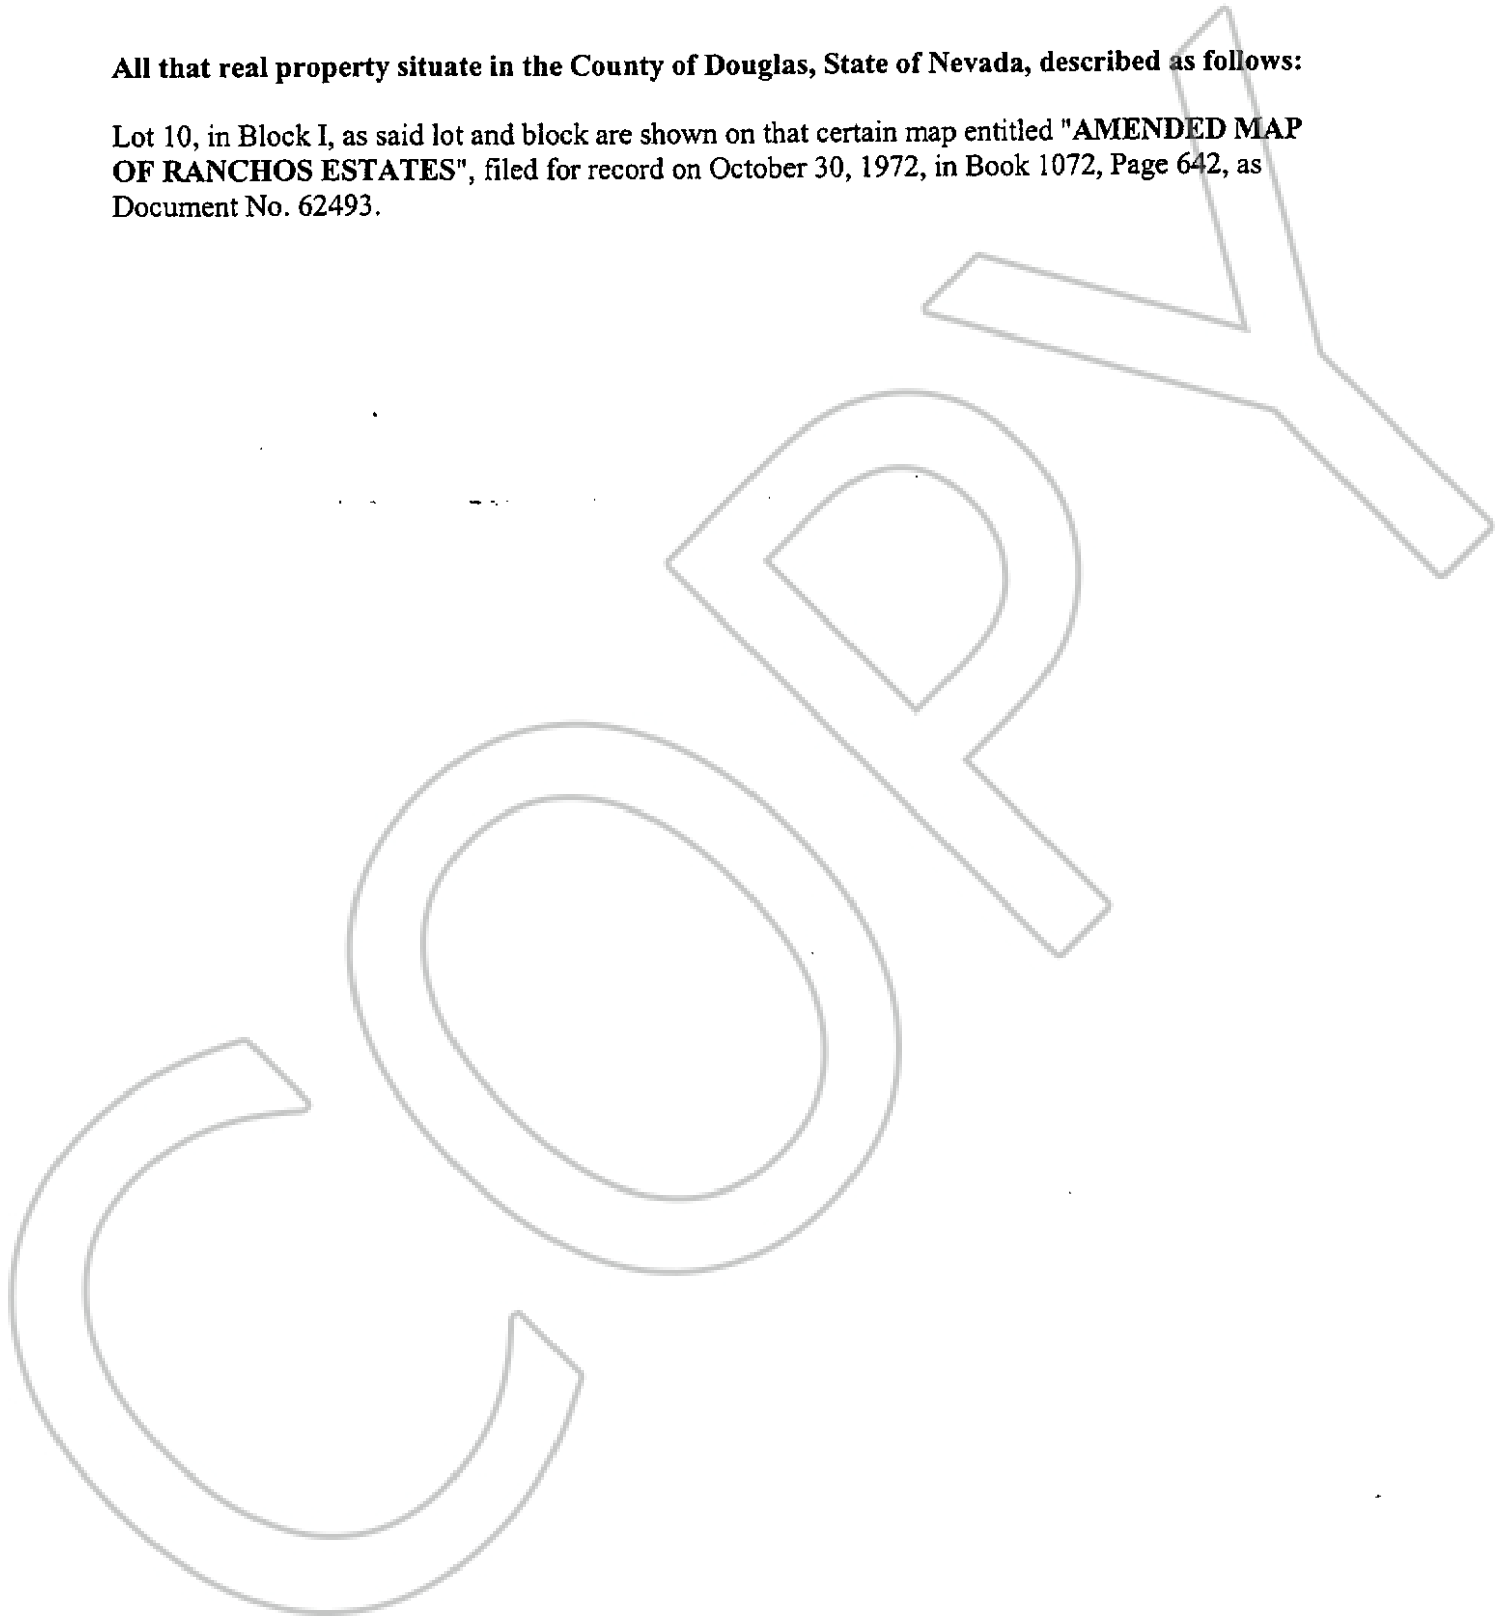 All that real property situate in the County of Douglas, State of Nevada, described as follows:
Lot 10, in Block I, as said lot and block are shown on that certain map entitled "AMENDED MAP
OF RANCHOS ESTATES", filed for record on October 30, 1972, in Book 1072, Page 642, as
Document No. 62493.
COPY